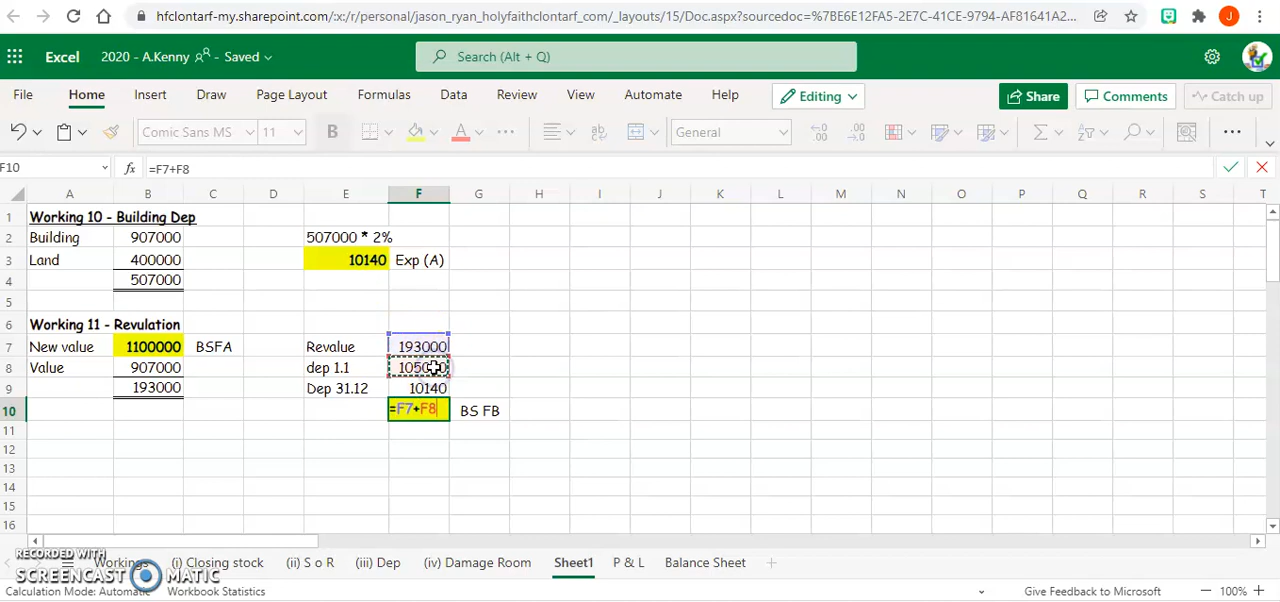 hfclontarf-my.sharepoint.com/:x:/r/personal/jason_ryan_holyfaithclontarf_com/_layouts/15/Doc.aspx?sourcedoc=%7BE6E12FA5-2E7C-41CE-9794-AF81641A2...
J
Excel 2020 - A.Kenny - Saved
Search (Alt + Q)
File Home Insert Draw Page Layout Formulas Data Review View Automate Help Editing Share Comments Catch up
Comic Sans MS 11 B A General
F10 fx =F7+F8
A B C D E F G H I J K L M N O P Q R S T
1 Working 10 - Building Dep
2 Building 907000 507000 * 2%
3 Land 400000 10140 Exp (A)
4 507000
5
6 Working 11 - Revulation
7 New value 1100000 BSFA Revalue 193000
8 Value 907000 dep 1.1
9 193000 Dep 31.12 10140
10 =F7+F8 BS FB
11
12
13
14
15
16
RECORDED WITH
SCREENCAST MATIC
Workings (i) Closing stock (ii) S o R (iii) Dep (iv) Damage Room Sheet1 P & L Balance Sheet
Calculation Mode: Automatic Workbook Statistics Give Feedback to Microsoft 100%